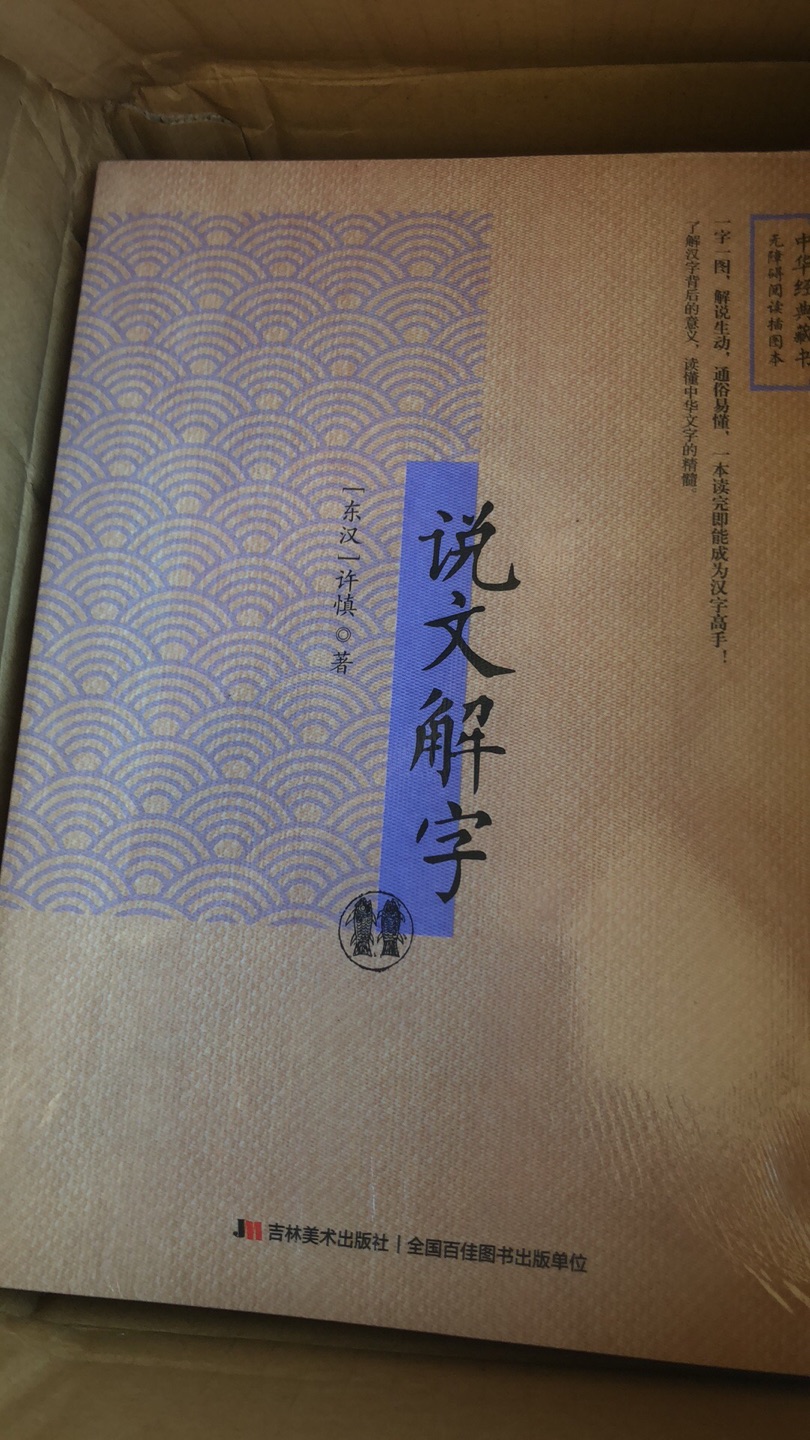 中华经典藏书
无障碍阅读插图本
一字一图，解说生动，通俗易懂，一本读完即能成为汉字高手！
了解汉字背后的意义，读懂中华文字的精髓。
说文解字
[东汉]许慎◎著
JM 吉林美术出版社|全国百佳图书出版单位